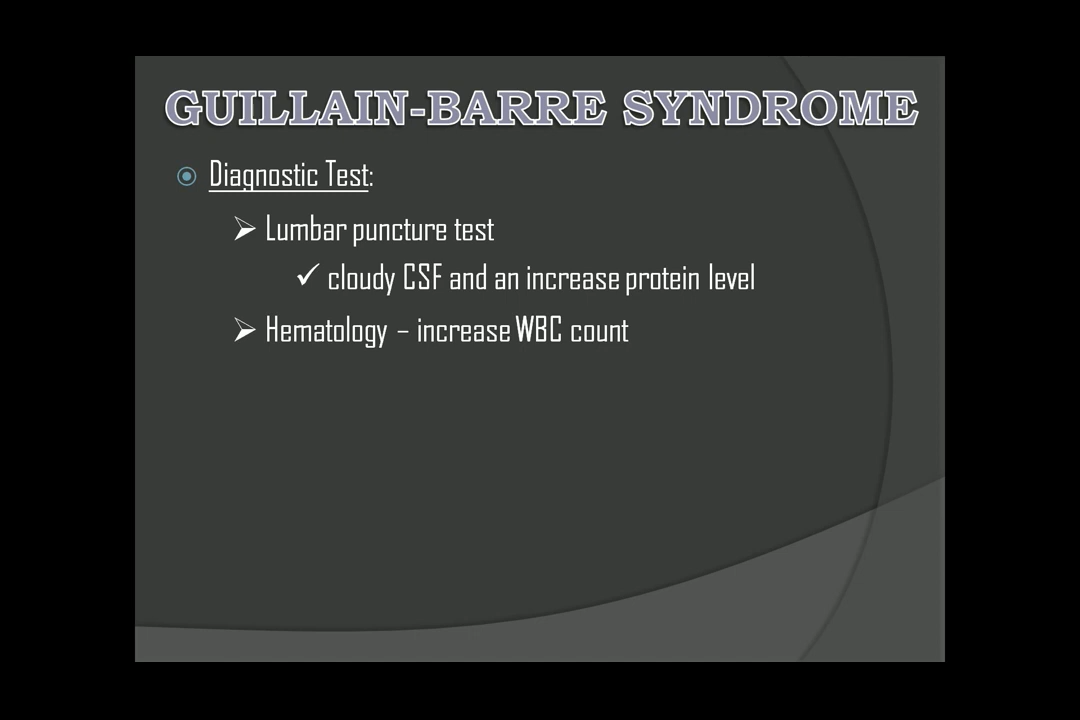 GUILLAIN-BARRE SYNDROME
Diagnostic Test:
Lumbar puncture test
cloudy CSF and an increase protein level
Hematology – increase WBC count